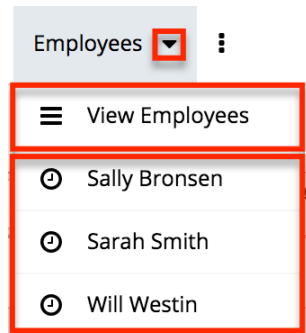 Employees
View Employees
Sally Bronsen
Sarah Smith
Will Westin